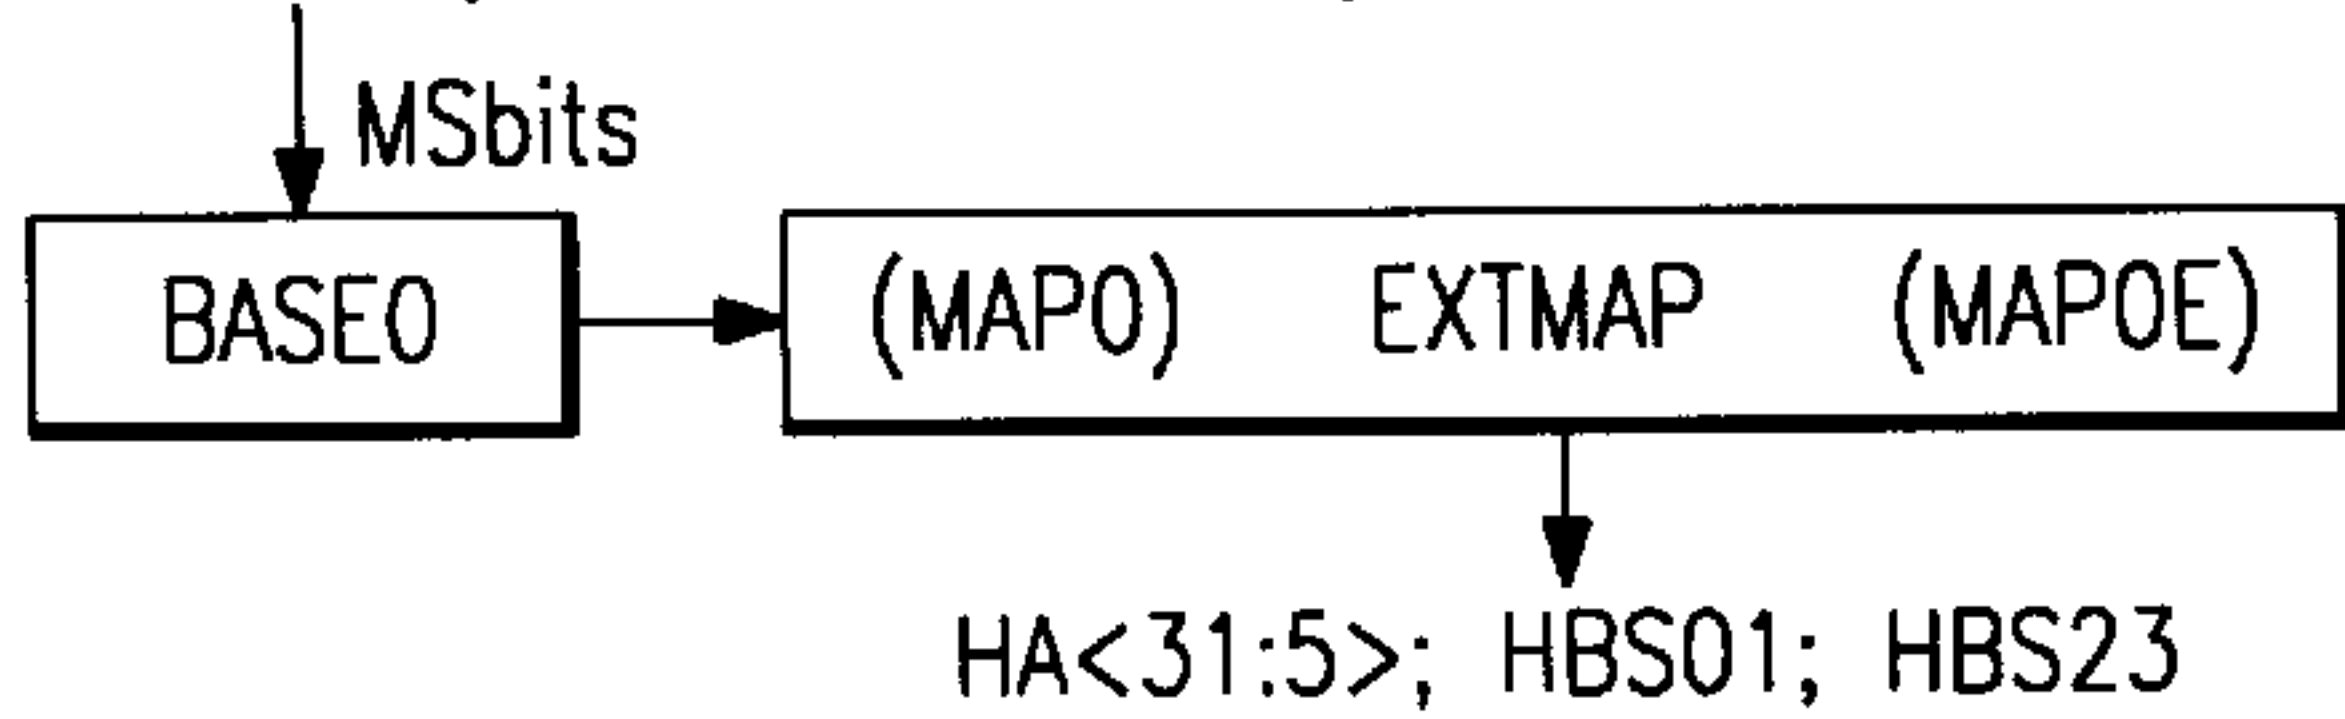 MSbits
BASE0
(MAP0) EXTMAP (MAP0E)
HA<31:5>; HBS01; HBS23